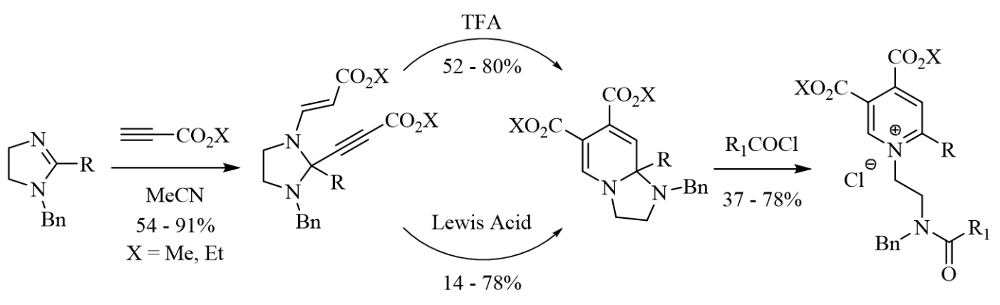 N
R
N
Bn
CO₂X
MeCN
54 - 91%
X = Me, Et
CO₂X
CO₂X
N
R
N
Bn
TFA
52 - 80%
Lewis Acid
14 - 78%
CO₂X
XO₂C
R
N
N
Bn
R₁COCl
37 - 78%
CO₂X
XO₂C
⊕
N
R
Cl⊖
N
R₁
Bn
O